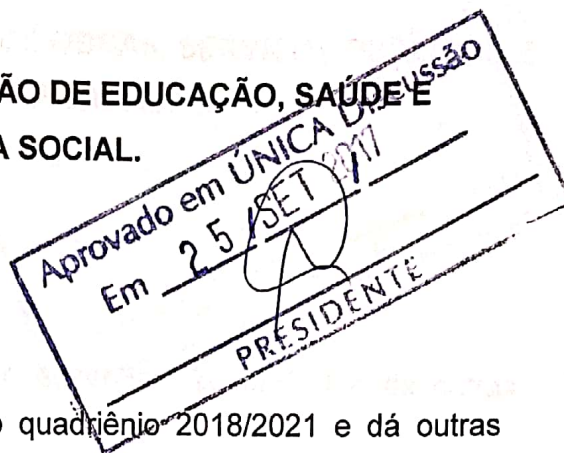 ÃO DE EDUCAÇÃO, SAÚDE E
A SOCIAL.
Aprovado em ÚNICA Discussão
Em 25/SET 2017/
PRESIDENTE
o quadriênio 2018/2021 e dá outras